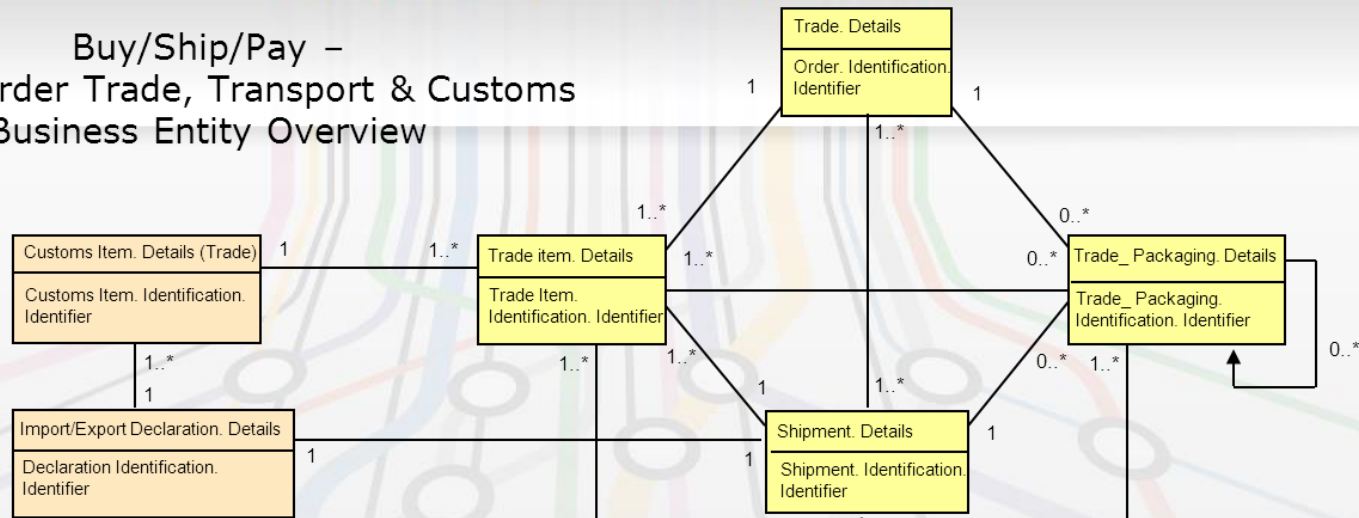 Buy/Ship/Pay –
rder Trade, Transport & Customs
Business Entity Overview
Trade. Details
Order. Identification.
Identifier
1
1
1..*
1..*
0..*
Customs Item. Details (Trade)
Customs Item. Identification.
Identifier
1
1..*
Trade item. Details
Trade Item.
Identification. Identifier
1..*
0..*
Trade_ Packaging. Details
Trade_ Packaging.
Identification. Identifier
0..*
1..*
1
1..*
1..*
1
1..*
0..*
1..*
Import/Export Declaration. Details
Declaration Identification.
Identifier
1
1
Shipment. Details
Shipment. Identification.
Identifier
1